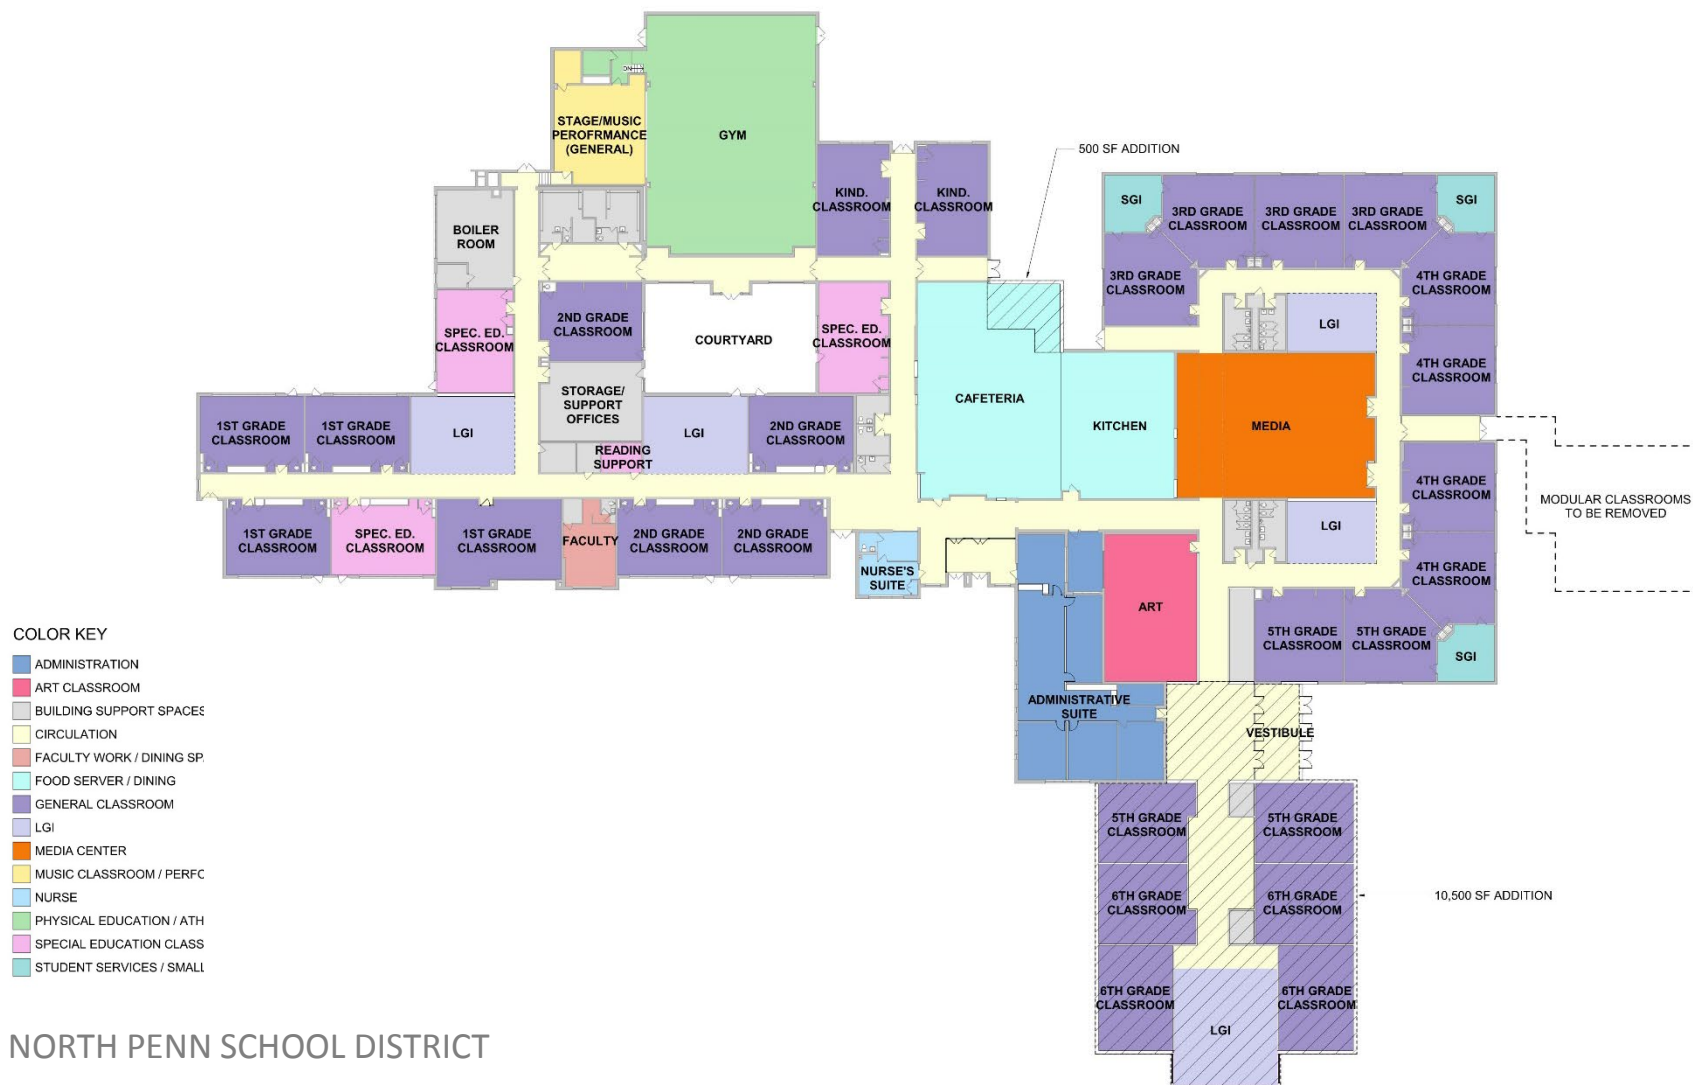 DN
STAGE/MUSIC
PEROFRMANCE
(GENERAL)
GYM
500 SF ADDITION
KIND.
CLASSROOM
KIND.
CLASSROOM
SGI
3RD GRADE
CLASSROOM
3RD GRADE
CLASSROOM
3RD GRADE
CLASSROOM
SGI
BOILER
ROOM
3RD GRADE
CLASSROOM
4TH GRADE
CLASSROOM
SPEC. ED.
CLASSROOM
2ND GRADE
CLASSROOM
COURTYARD
SPEC. ED.
CLASSROOM
LGI
4TH GRADE
CLASSROOM
STORAGE/
SUPPORT
OFFICES
CAFETERIA
KITCHEN
MEDIA
1ST GRADE
CLASSROOM
1ST GRADE
CLASSROOM
LGI
LGI
2ND GRADE
CLASSROOM
READING
SUPPORT
4TH GRADE
CLASSROOM
MODULAR CLASSROOMS
TO BE REMOVED
1ST GRADE
CLASSROOM
SPEC. ED.
CLASSROOM
1ST GRADE
CLASSROOM
FACULTY
2ND GRADE
CLASSROOM
2ND GRADE
CLASSROOM
NURSE'S
SUITE
LGI
4TH GRADE
CLASSROOM
ART
5TH GRADE
CLASSROOM
5TH GRADE
CLASSROOM
SGI
ADMINISTRATIVE
SUITE
VESTIBULE
5TH GRADE
CLASSROOM
5TH GRADE
CLASSROOM
6TH GRADE
CLASSROOM
6TH GRADE
CLASSROOM
10,500 SF ADDITION
6TH GRADE
CLASSROOM
6TH GRADE
CLASSROOM
LGI
COLOR KEY
ADMINISTRATION
ART CLASSROOM
BUILDING SUPPORT SPACES
CIRCULATION
FACULTY WORK / DINING SP
FOOD SERVER / DINING
GENERAL CLASSROOM
LGI
MEDIA CENTER
MUSIC CLASSROOM / PERFC
NURSE
PHYSICAL EDUCATION / ATH
SPECIAL EDUCATION CLASS
STUDENT SERVICES / SMALL
NORTH PENN SCHOOL DISTRICT